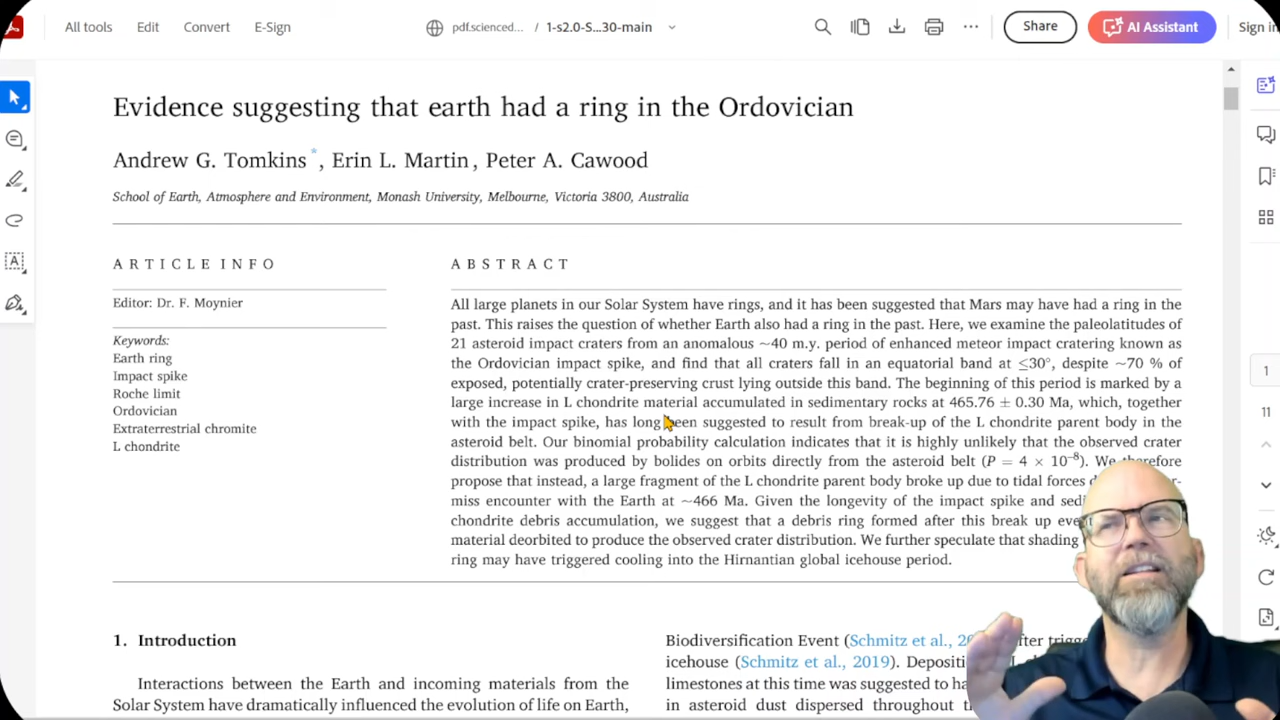 All tools Edit Convert E-Sign pdf.scienced... / 1-s2.0-S...30-main Share AI Assistant Sign in
Evidence suggesting that earth had a ring in the Ordovician
Andrew G. Tomkins *, Erin L. Martin, Peter A. Cawood
School of Earth, Atmosphere and Environment, Monash University, Melbourne, Victoria 3800, Australia
ARTICLE INFO
Editor: Dr. F. Moynier
Keywords:
Earth ring
Impact spike
Roche limit
Ordovician
Extraterrestrial chromite
L chondrite
ABSTRACT
All large planets in our Solar System have rings, and it has been suggested that Mars may have had a ring in the
past. This raises the question of whether Earth also had a ring in the past. Here, we examine the paleolatitudes of
21 asteroid impact craters from an anomalous ~40 m.y. period of enhanced meteor impact cratering known as
the Ordovician impact spike, and find that all craters fall in an equatorial band at ≤30°, despite ~70 % of
exposed, potentially crater-preserving crust lying outside this band. The beginning of this period is marked by a
large increase in L chondrite material accumulated in sedimentary rocks at 465.76 ± 0.30 Ma, which, together
with the impact spike, has long been suggested to result from break-up of the L chondrite parent body in the
asteroid belt. Our binomial probability calculation indicates that it is highly unlikely that the observed crater
distribution was produced by bolides on orbits directly from the asteroid belt (P = 4 × 10⁻⁸). We therefore
propose that instead, a large fragment of the L chondrite parent body broke up due to tidal forces
miss encounter with the Earth at ~466 Ma. Given the longevity of the impact spike and
chondrite debris accumulation, we suggest that a debris ring formed after this break up
material deorbited to produce the observed crater distribution. We further speculate that shading
ring may have triggered cooling into the Hirnantian global icehouse period.
1. Introduction
Interactions between the Earth and incoming materials from the
Solar System have dramatically influenced the evolution of life on Earth,
Biodiversification Event (Schmitz et al., after
icehouse (Schmitz et al., 2019).
limestones at this time was suggested to
in asteroid dust dispersed throughout
1
11